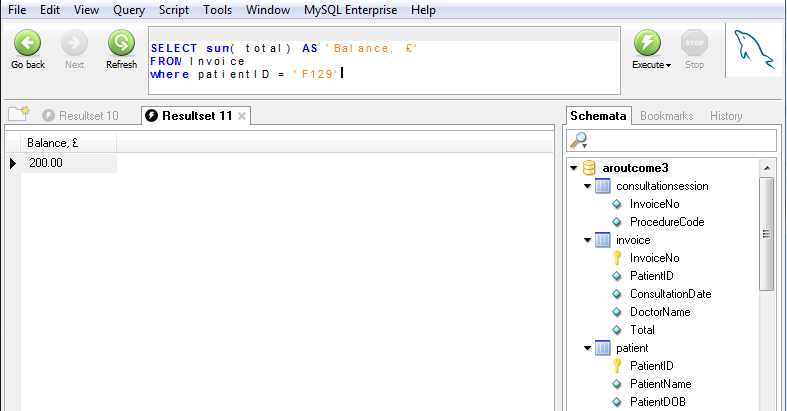 File Edit View Query Script Tools Window MySQL Enterprise Help
SELECT sum( total) AS 'Balance, £'
FROM Invoice
where patientID = 'F129'
Go back Next Refresh Execute STOP Stop
Resultset 10 Resultset 11
Balance, £
200.00
Schemata Bookmarks History
aroutcome3
consultationsession
InvoiceNo
ProcedureCode
invoice
InvoiceNo
PatientID
ConsultationDate
DoctorName
Total
patient
PatientID
PatientName
PatientDOB